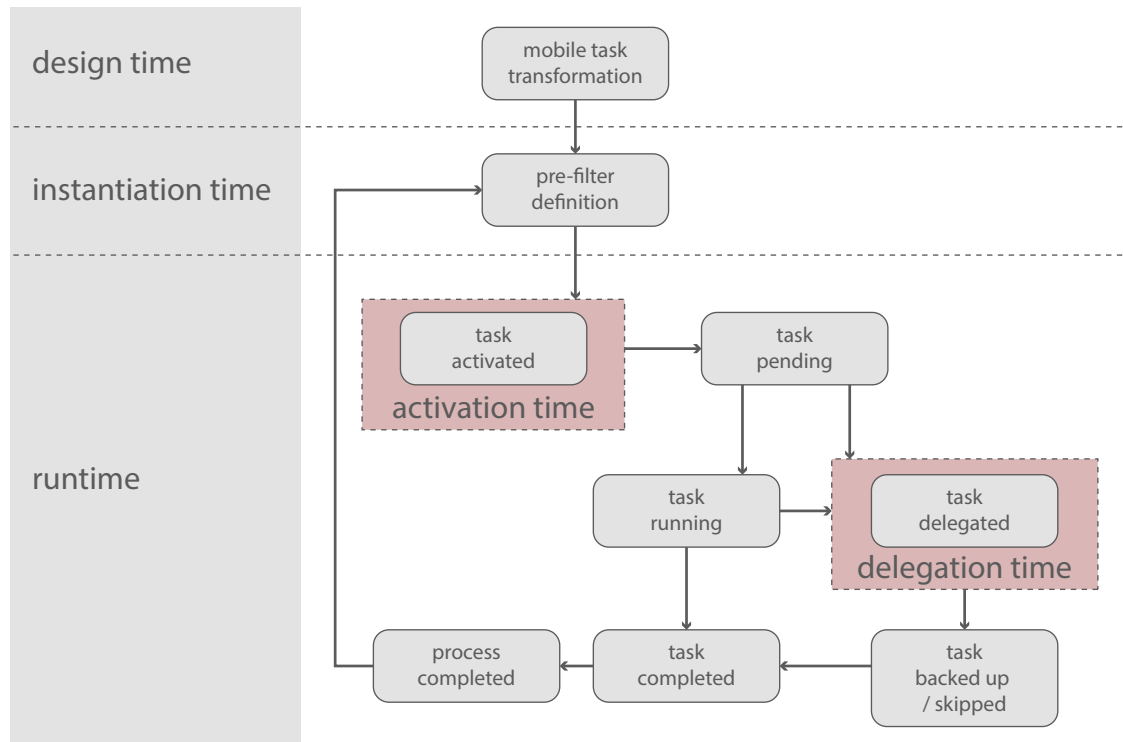 design time
mobile task
transformation
instantiation time
pre-filter
definition
runtime
task
activated
activation time
task
pending
task
running
task
delegated
delegation time
process
completed
task
completed
task
backed up
/ skipped